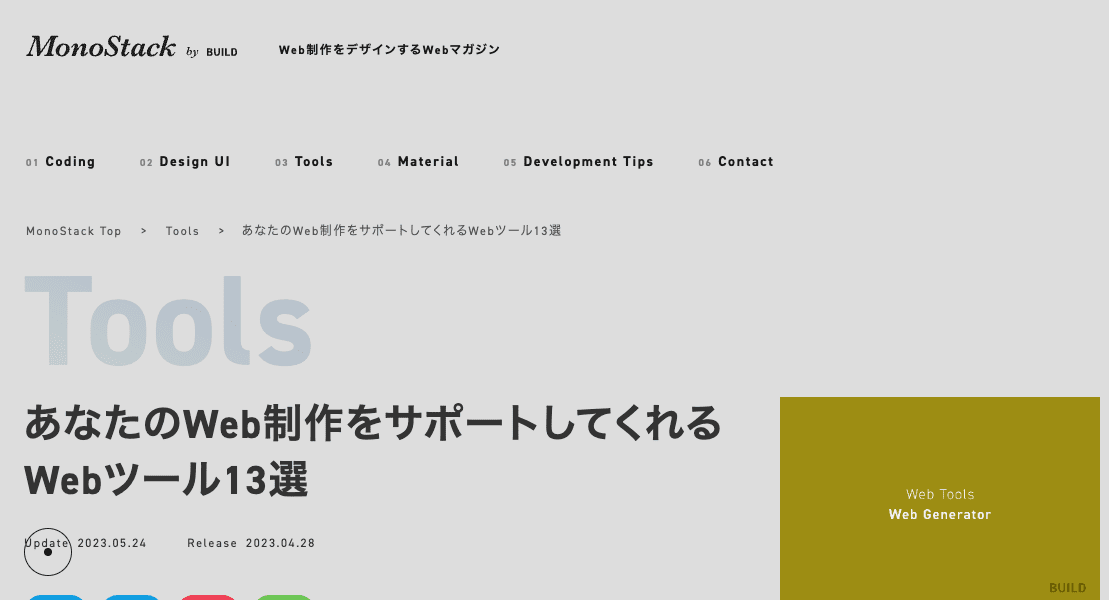 MonoStack by BUILD
Web制作をデザインするWebマガジン
01 Coding
02 Design UI
03 Tools
04 Material
05 Development Tips
06 Contact
MonoStack Top > Tools > あなたのWeb制作をサポートしてくれるWebツール13選
Tools
あなたのWeb制作をサポートしてくれる
Webツール13選
Update 2023.05.24
Release 2023.04.28
Web Tools
Web Generator
BUILD